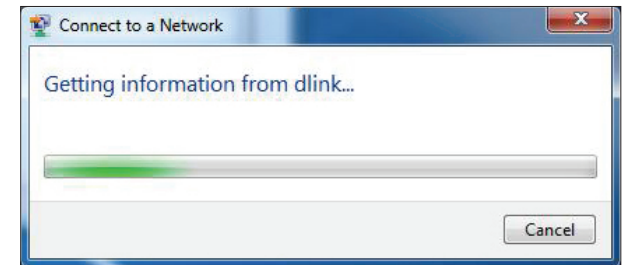 Connect to a Network
Getting information from dlink...
Cancel